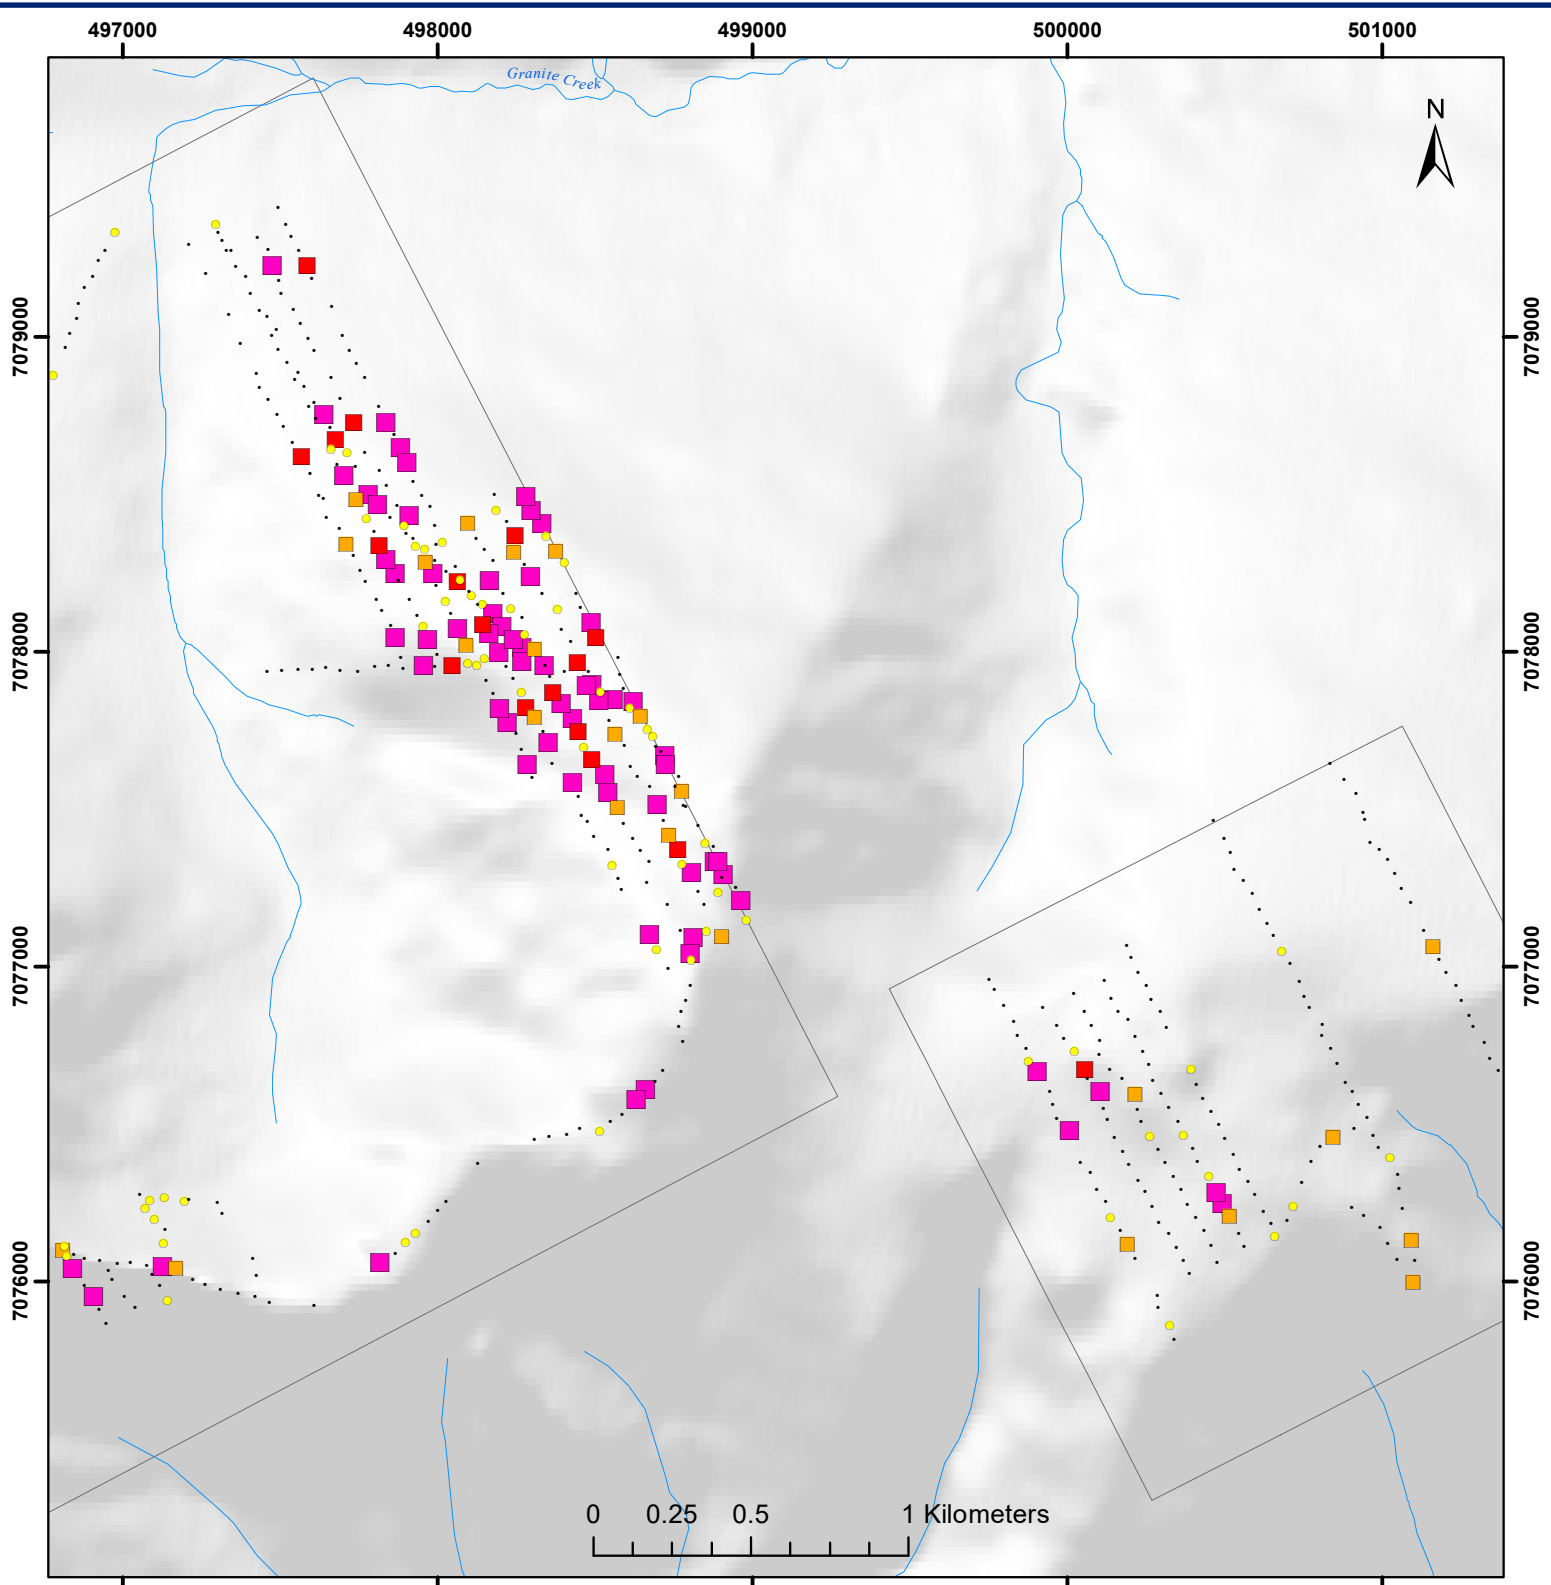 497000 498000 499000 500000 501000
Granite Creek
N
7079000 7079000
7078000 7078000
7077000 7077000
7076000 7076000
0 0.25 0.5 1 Kilometers